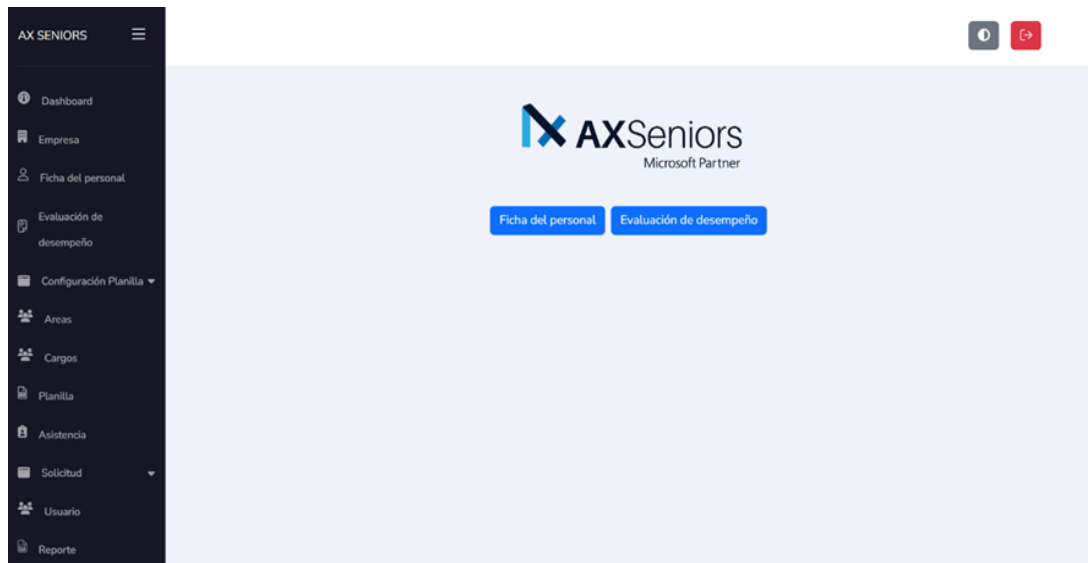 AX SENIORS
Dashboard
Empresa
Ficha del personal
Evaluación de
desempeño
Configuración Planilla
Areas
Cargos
Planilla
Asistencia
Solicitud
Usuario
Reporte
AXSeniors
Microsoft Partner
Ficha del personal
Evaluación de desempeño